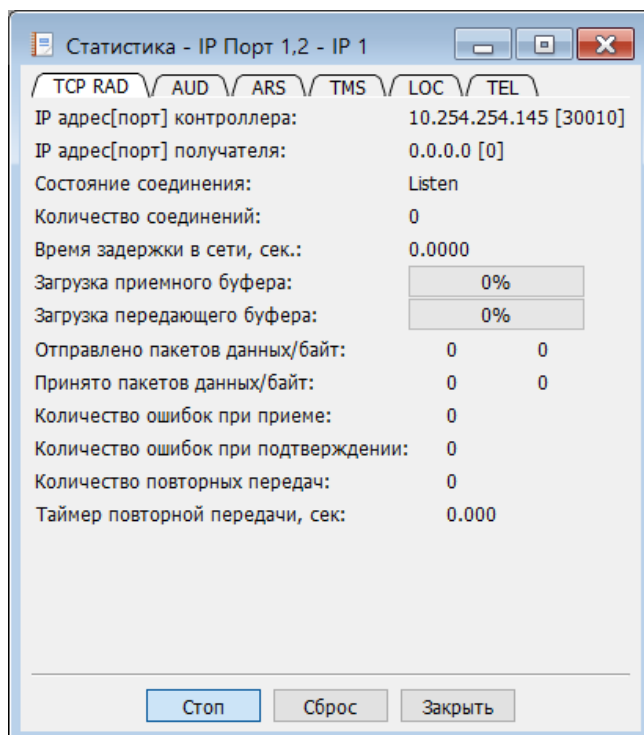 Статистика - IP Порт 1,2 - IP 1
TCP RAD AUD ARS TMS LOC TEL
IP адрес[порт] контроллера: 10.254.254.145 [30010]
IP адрес[порт] получателя: 0.0.0.0 [0]
Состояние соединения: Listen
Количество соединений: 0
Время задержки в сети, сек.: 0.0000
Загрузка приемного буфера: 0%
Загрузка передающего буфера: 0%
Отправлено пакетов данных/байт: 0 0
Принято пакетов данных/байт: 0 0
Количество ошибок при приеме: 0
Количество ошибок при подтверждении: 0
Количество повторных передач: 0
Таймер повторной передачи, сек: 0.000
Стоп Сброс Закрыть